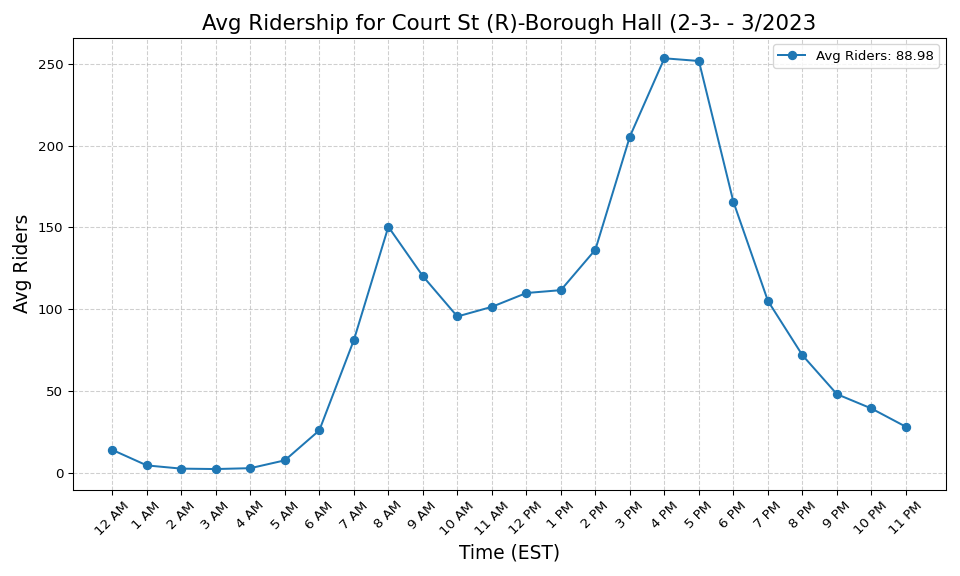 Avg Ridership for Court St (R)-Borough Hall (2-3- - 3/2023
Avg Riders: 88.98
Avg Riders
250
200
150
100
50
0
12 AM 1 AM 2 AM 3 AM 4 AM 5 AM 6 AM 7 AM 8 AM 9 AM 10 AM 11 AM 12 PM 1 PM 2 PM 3 PM 4 PM 5 PM 6 PM 7 PM 8 PM 9 PM 10 PM 11 PM
Time (EST)